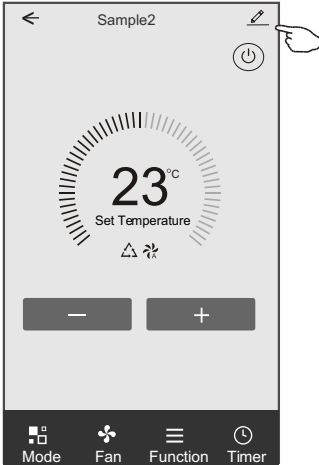 Sample2
23°C
Set Temperature
A
−
+
Mode Fan Function Timer